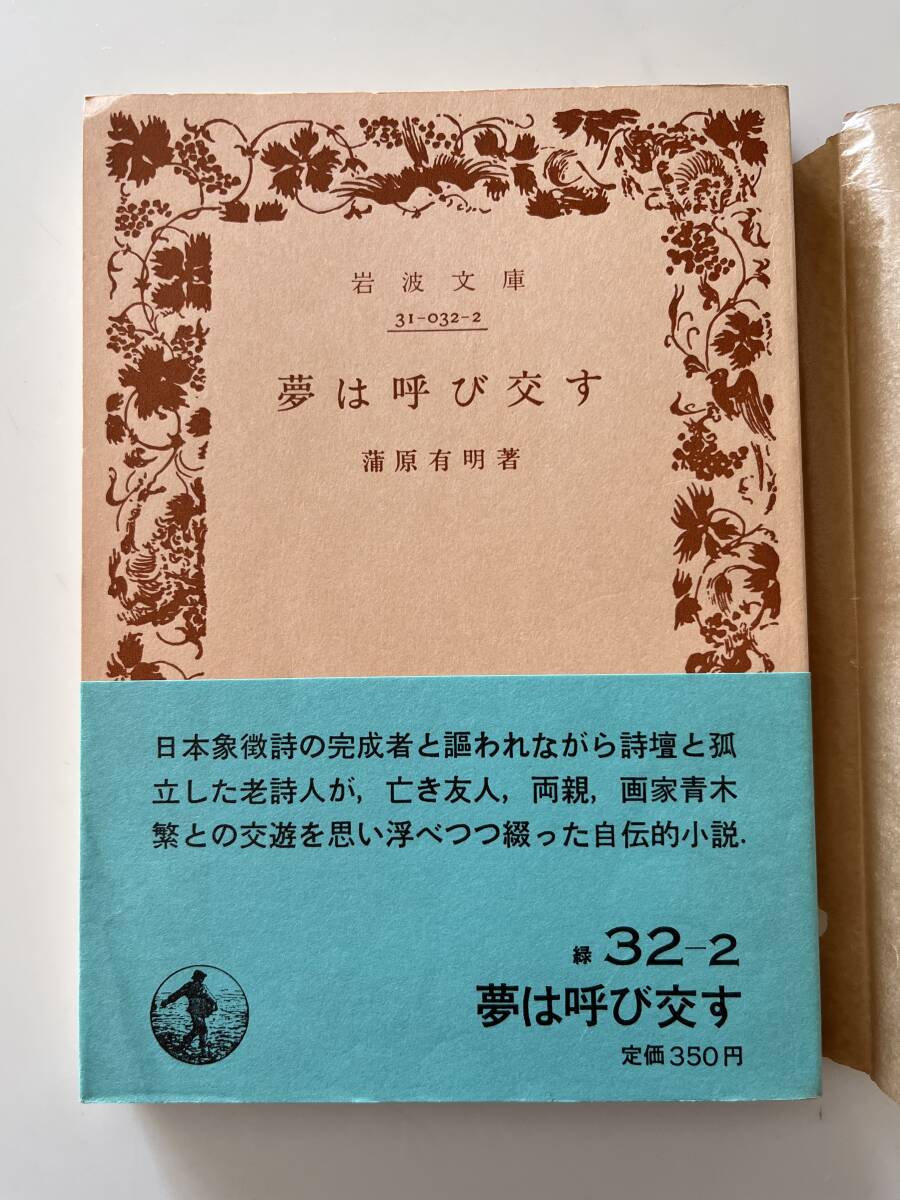 岩波文庫
31-032-2
夢は呼び交す
蒲原有明著
日本象徴詩の完成者と謳われながら詩壇と孤
立した老詩人が，亡き友人，両親，画家青木
繁との交遊を思い浮べつつ綴った自伝的小説．
緑 32-2
夢は呼び交す
定価350円